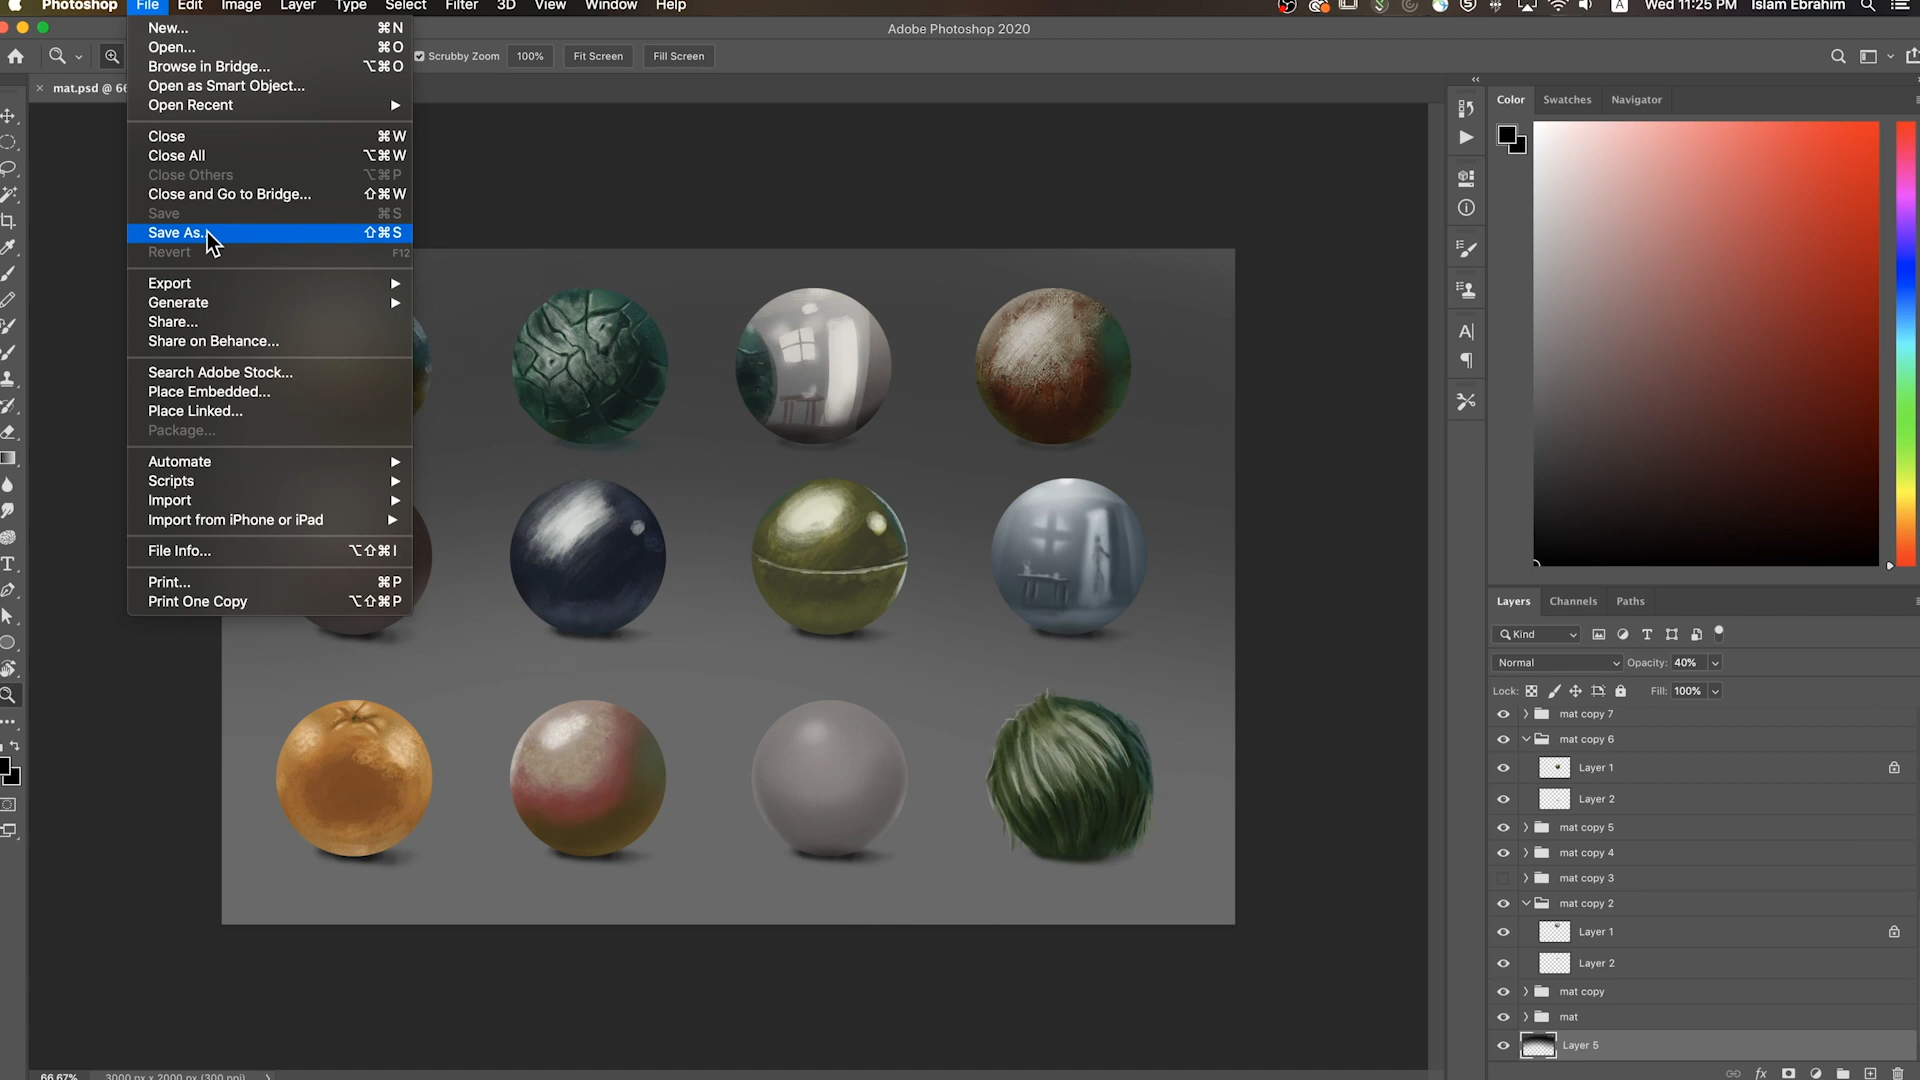 Photoshop File Edit Image Layer Type Select Filter 3D View Window Help
Wed 11:25 PM Islam Ebrahim
Adobe Photoshop 2020
Scrubby Zoom 100% Fit Screen Fill Screen
mat.psd @ 66
New... ⌘N
Open... ⌘O
Browse in Bridge... ⌥⌘O
Open as Smart Object...
Open Recent
Close ⌘W
Close All ⌥⌘W
Close Others ⌥⌘P
Close and Go to Bridge... ⇧⌘W
Save ⌘S
Save As... ⇧⌘S
Revert F12
Export
Generate
Share...
Share on Behance...
Search Adobe Stock...
Place Embedded...
Place Linked...
Package...
Automate
Scripts
Import
Import from iPhone or iPad
File Info... ⌥⇧⌘I
Print... ⌘P
Print One Copy ⌥⇧⌘P
Color Swatches Navigator
Layers Channels Paths
Kind
Normal Opacity: 40%
Lock: Fill: 100%
mat copy 7
mat copy 6
Layer 1
Layer 2
mat copy 5
mat copy 4
mat copy 3
mat copy 2
Layer 1
Layer 2
mat copy
mat
Layer 5
fx
66.67% 3000 px x 2000 px (300 ppi)